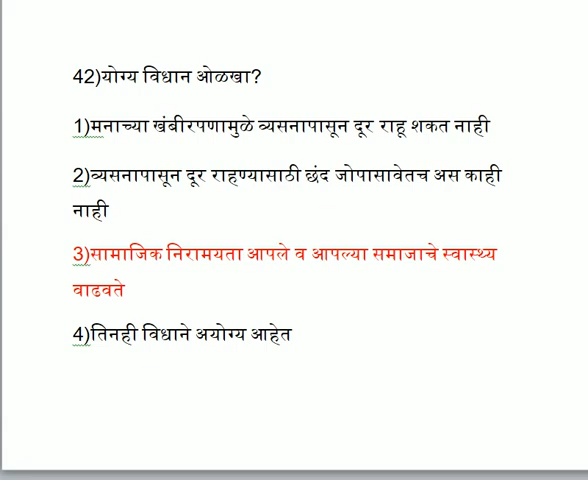 42)योग्य विधान ओळखा?
1)मनाच्या खंबीरपणामुळे व्यसनापासून दूर राहू शकत नाही
2)व्यसनापासून दूर राहण्यासाठी छंद जोपासावेतच अस काही
नाही
3)सामाजिक निरामयता आपले व आपल्या समाजाचे स्वास्थ्य
वाढवते
4)तिनही विधाने अयोग्य आहेत